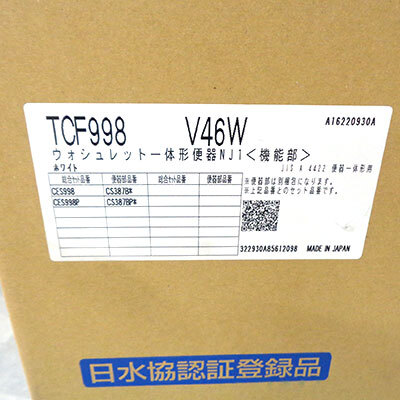 TCF998 V46W A16220930A
ウォシュレット一体形便器NJ1<機能部>
ホワイト JIS A 4422 便器一体形用
総合セット品番 便器部品番 総合セット品番 便器部品番
CES998 CS387B#
CES998P CS387BP#
※便器部は別梱包になります。
※上記品番とのセット品番です。
322930A85612098 MADE IN JAPAN
日水協認証登録品